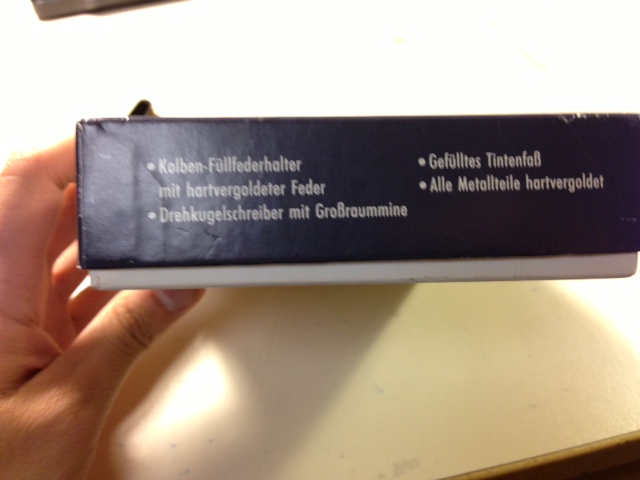 • Kolben-Füllfederhalter
mit hartvergoldeter Feder
• Drehkugelschreiber mit Großraummine
• Gefülltes Tintenfaß
• Alle Metallteile hartvergoldet